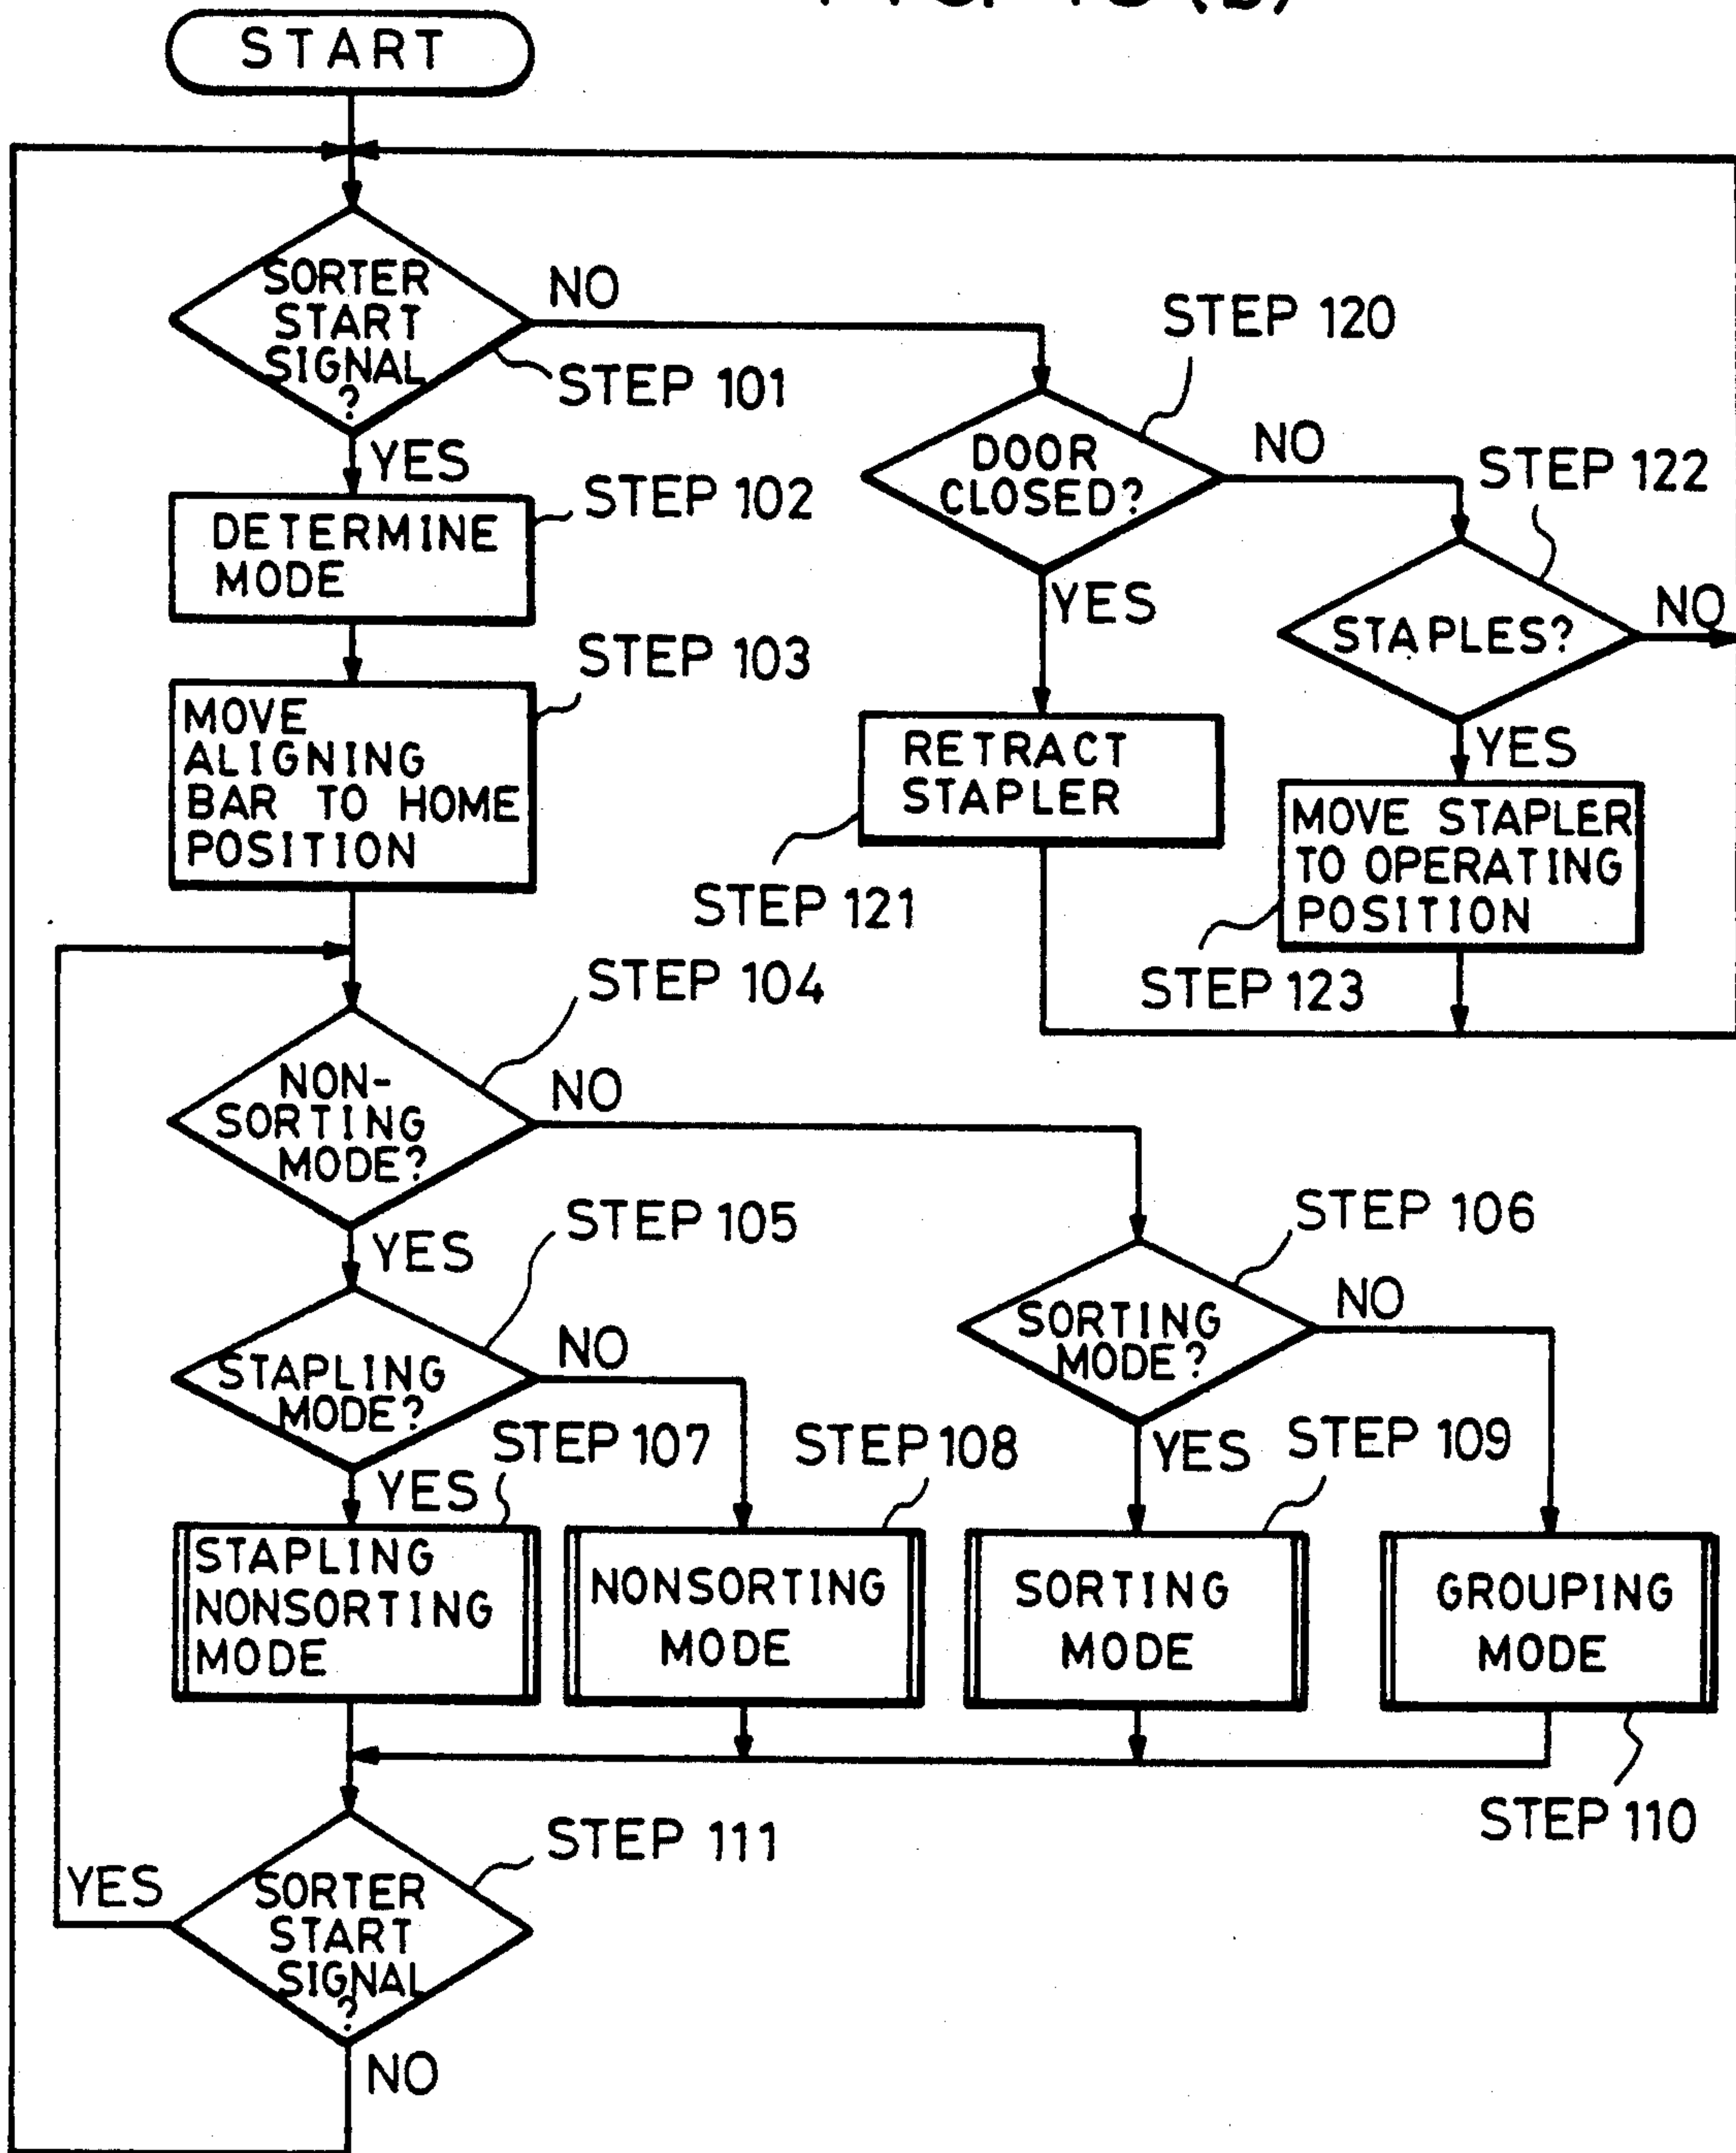 START
SORTER
START
SIGNAL
?
NO
STEP 101
YES
DETERMINE
MODE
STEP 102
MOVE
ALIGNING
BAR TO HOME
POSITION
STEP 103
DOOR
CLOSED?
STEP 120
NO
YES
RETRACT
STAPLER
STEP 121
STAPLES?
STEP 122
NO
YES
MOVE STAPLER
TO OPERATING
POSITION
STEP 123
NON-
SORTING
MODE?
STEP 104
NO
YES
STAPLING
MODE?
STEP 105
NO
YES
SORTING
MODE?
STEP 106
NO
YES
STAPLING
NONSORTING
MODE
STEP 107
NONSORTING
MODE
STEP 108
SORTING
MODE
STEP 109
GROUPING
MODE
STEP 110
SORTER
START
SIGNAL
?
STEP 111
YES
NO